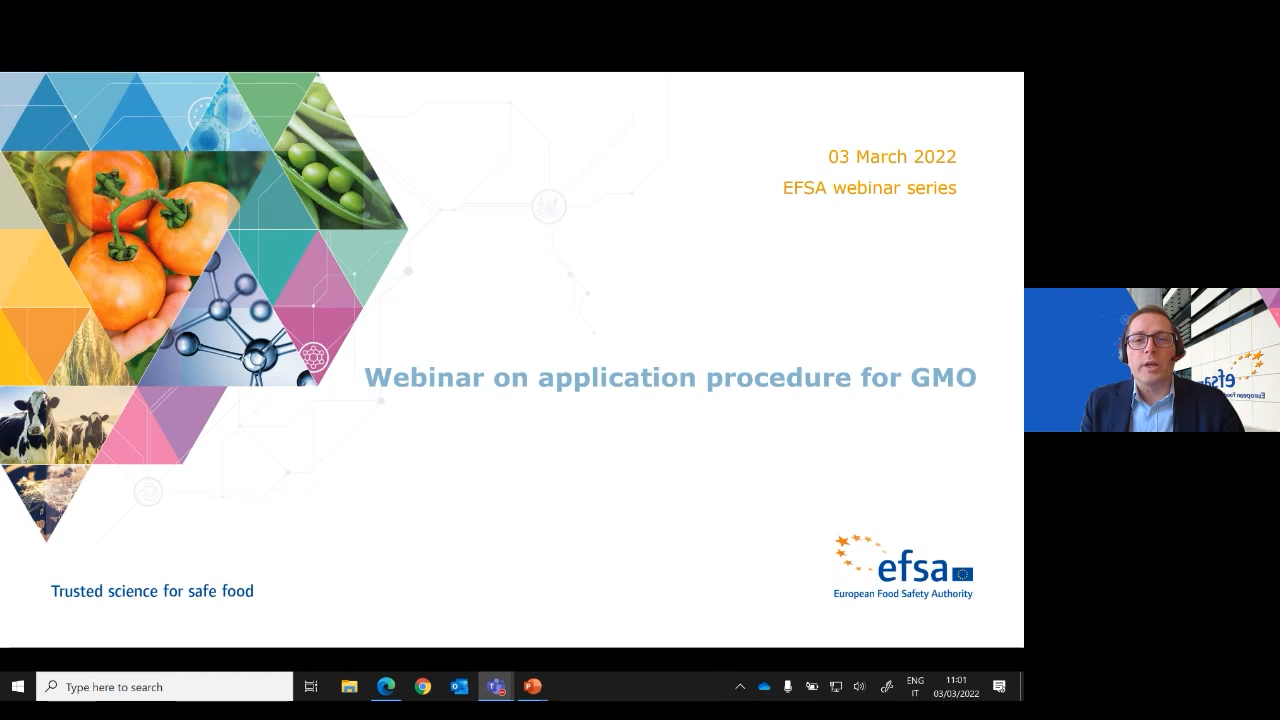 03 March 2022
EFSA webinar series
Webinar on application procedure for GMO
Trusted science for safe food
efsa
European Food Safety Authority
efsa
Type here to search
ENG
IT
11:01
03/03/2022